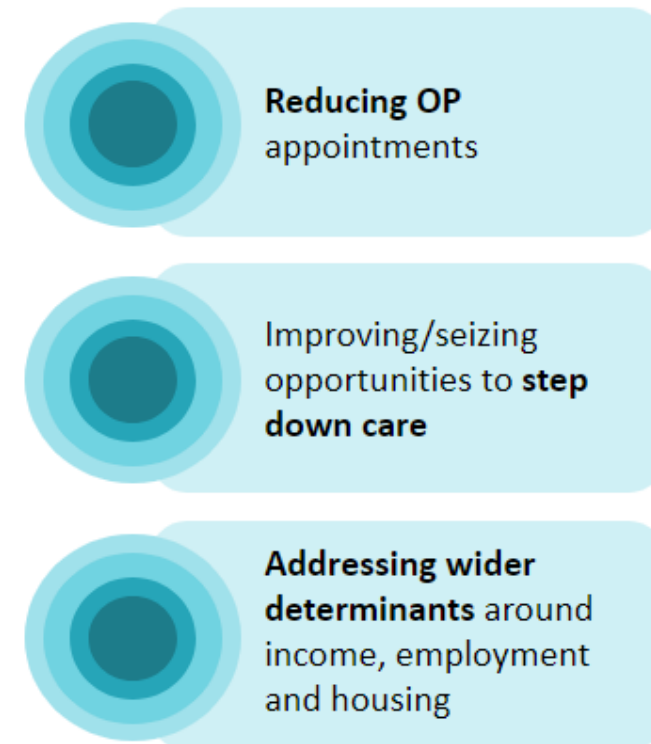 Reducing OP
appointments
Improving/seizing
opportunities to step
down care
Addressing wider
determinants around
income, employment
and housing